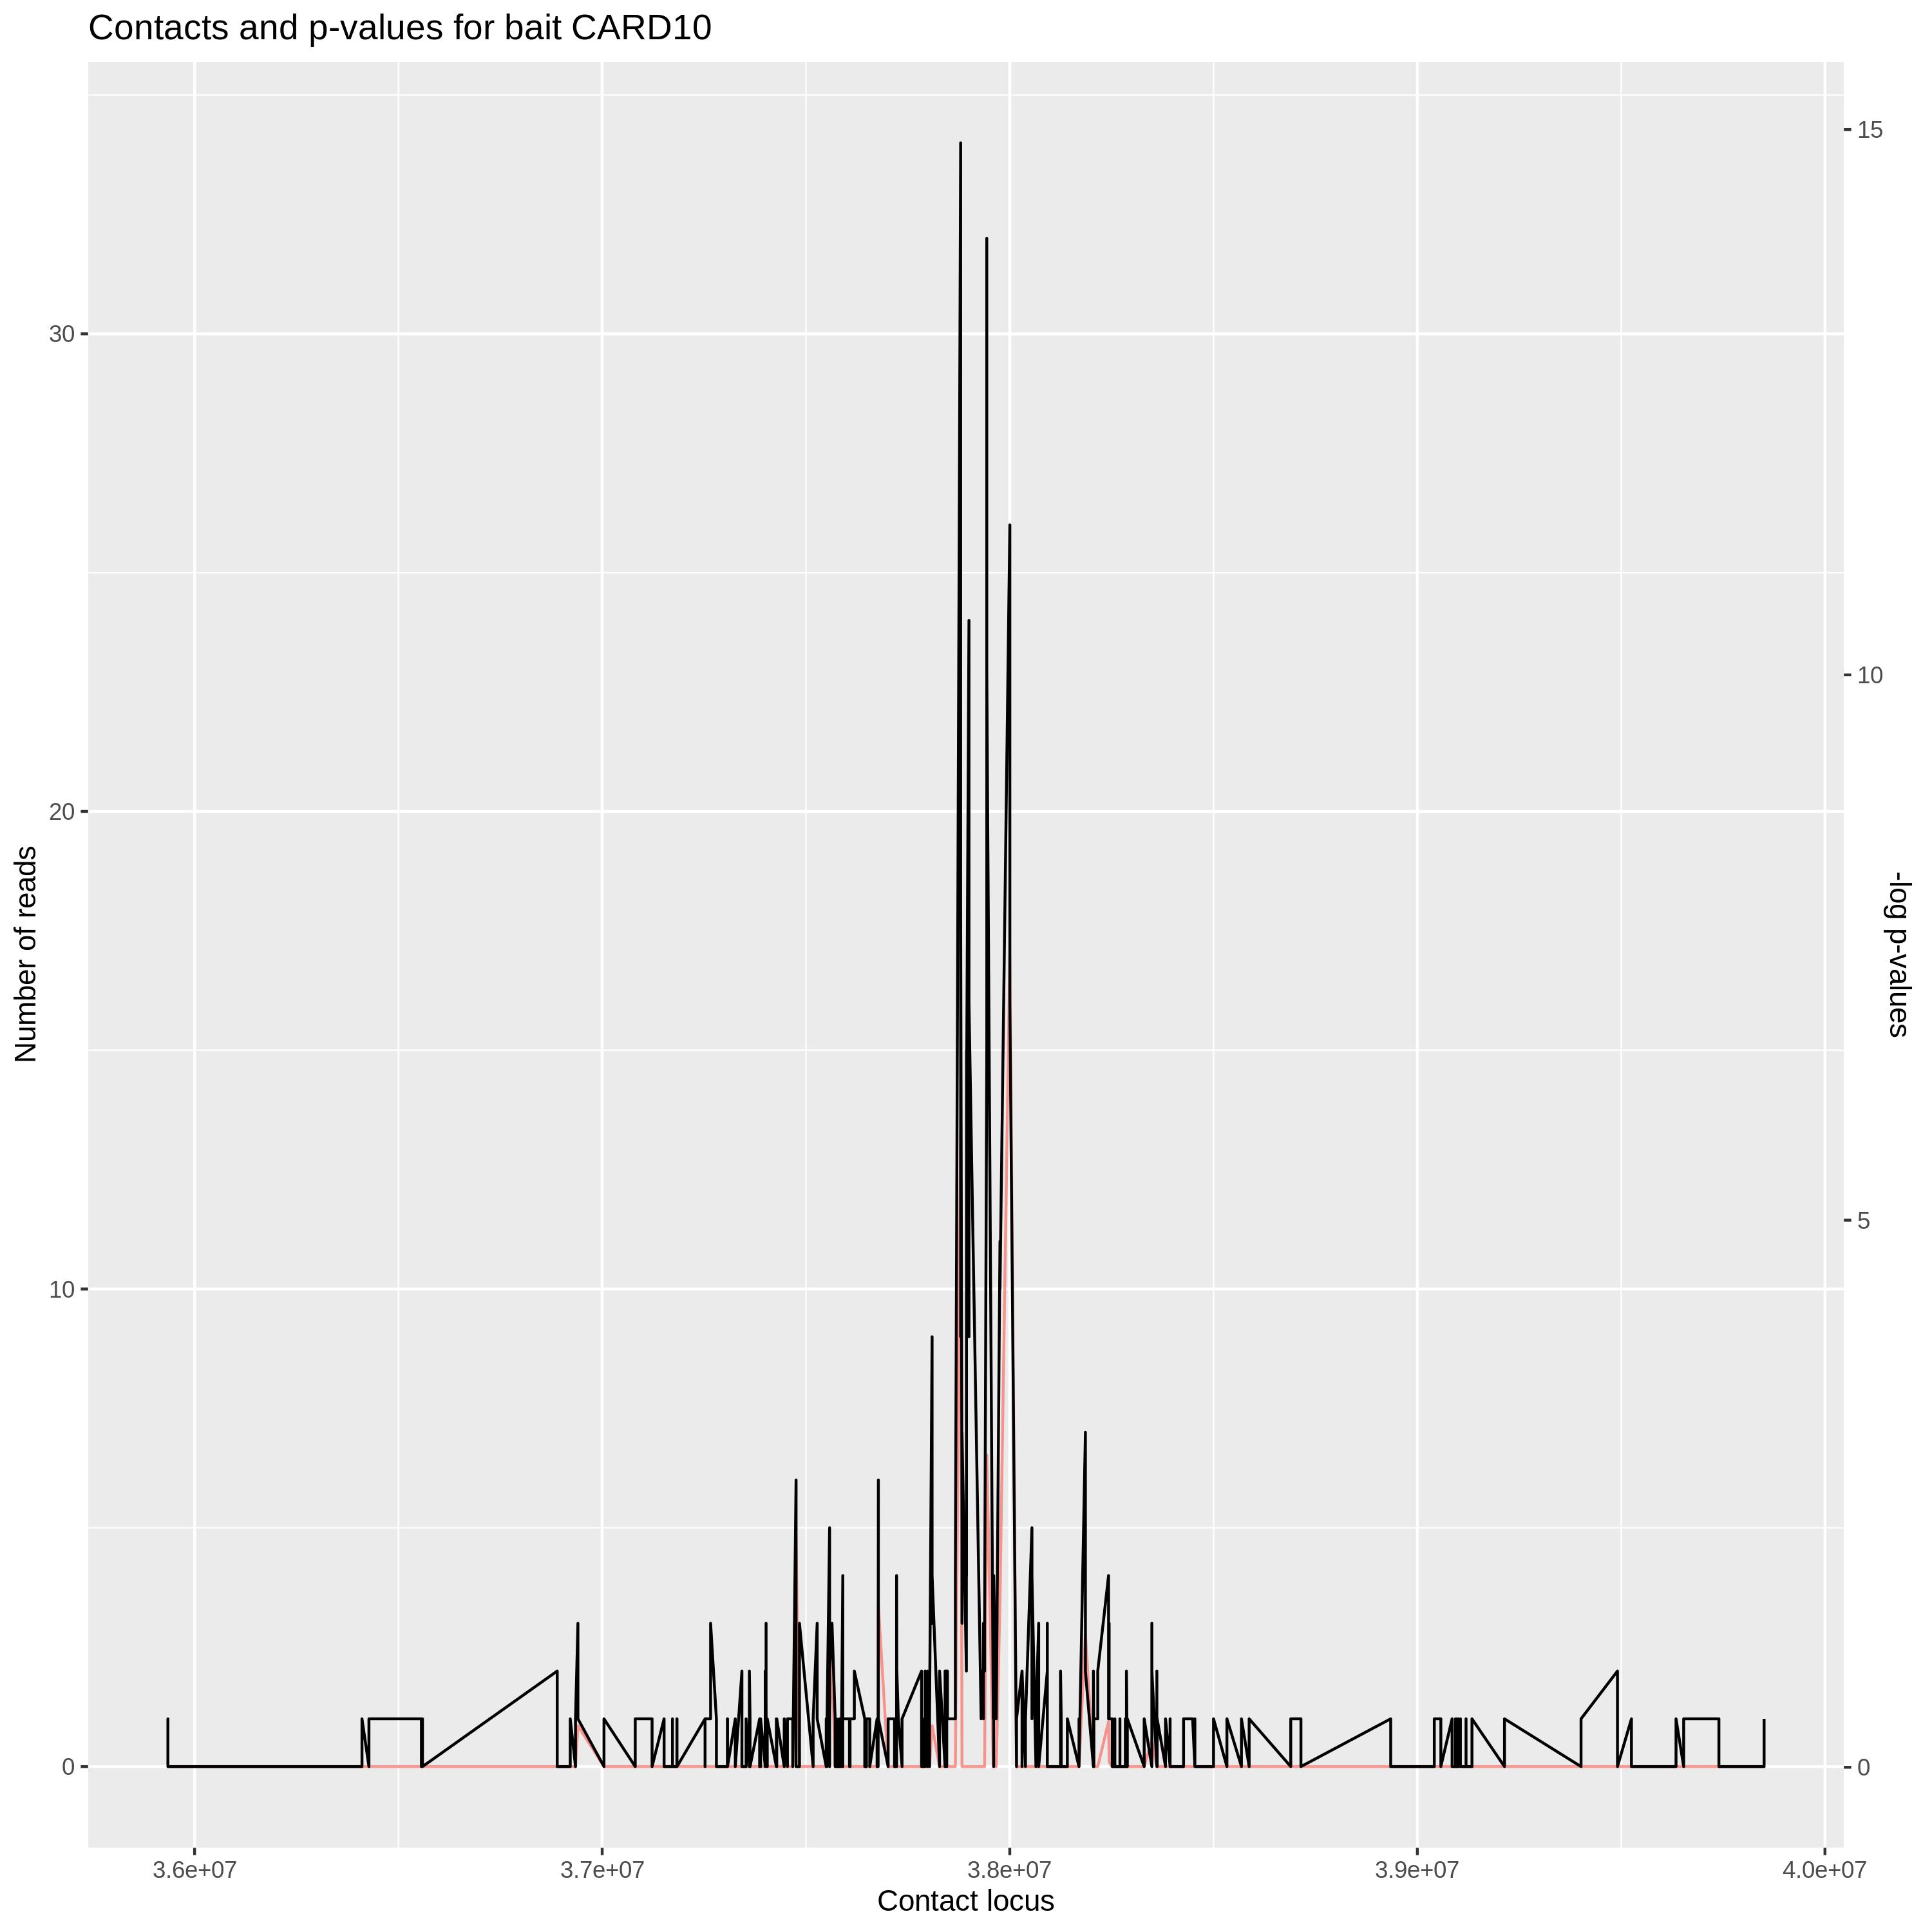 Contacts and p-values for bait CARD10
15
30
10
20
5
10
0
0
Number of reads
-log p-values
3.6e+07
3.7e+07
3.8e+07
3.9e+07
4.0e+07
Contact locus